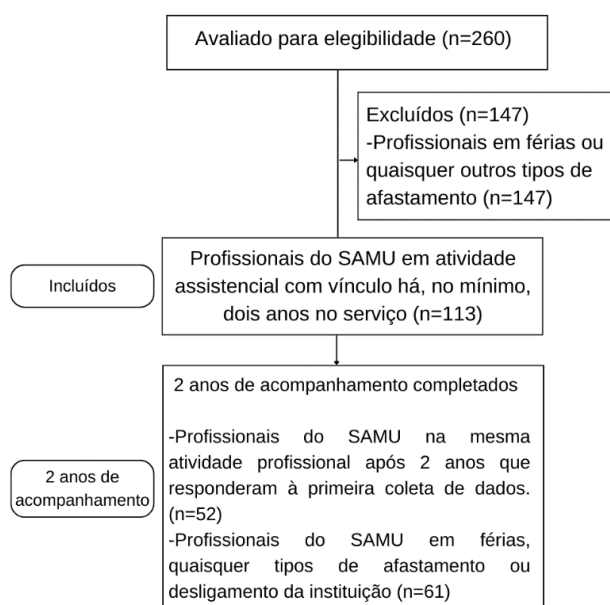 Avaliado para elegibilidade (n=260)
Excluídos (n=147)
-Profissionais em férias ou
quaisquer outros tipos de
afastamento (n=147)
Incluídos
Profissionais do SAMU em atividade
assistencial com vínculo há, no mínimo,
dois anos no serviço (n=113)
2 anos de
acompanhamento
2 anos de acompanhamento completados
-Profissionais do SAMU na mesma
atividade profissional após 2 anos que
responderam à primeira coleta de dados.
(n=52)
-Profissionais do SAMU em férias,
quaisquer tipos de afastamento ou
desligamento da instituição (n=61)